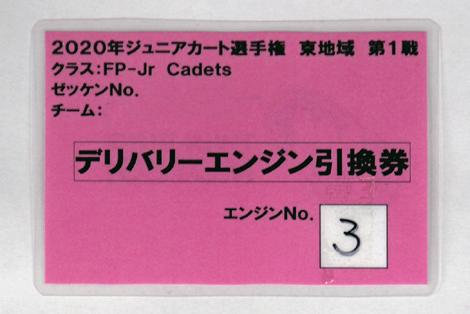 2020年ジュニアカート選手権 東地域 第1戦
クラス：FP-Jr Cadets
ゼッケンNo.
チーム：
デリバリーエンジン引換券
エンジンNo. 3